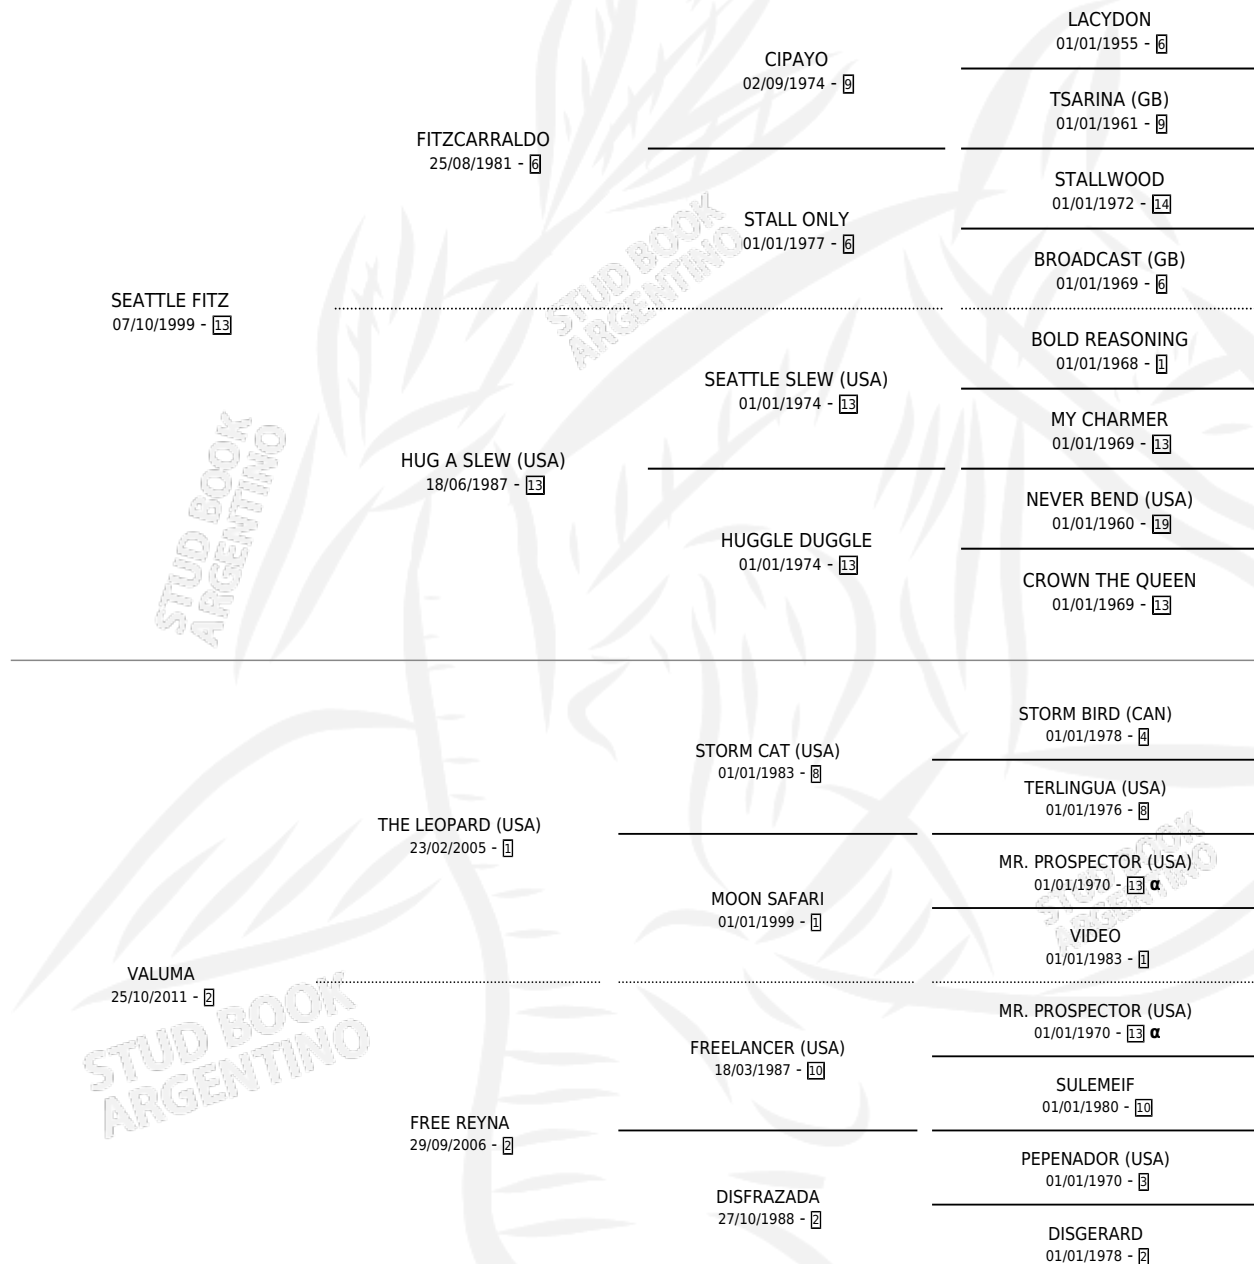 LACYDON
01/01/1955 - 6
CIPAYO
02/09/1974 - 9
TSARINA (GB)
01/01/1961 - 9
FITZCARRALDO
25/08/1981 - 6
STALLWOOD
01/01/1972 - 14
STALL ONLY
01/01/1977 - 6
BROADCAST (GB)
01/01/1969 - 6
SEATTLE FITZ
07/10/1999 - 13
BOLD REASONING
01/01/1968 - 1
SEATTLE SLEW (USA)
01/01/1974 - 13
MY CHARMER
01/01/1969 - 13
HUG A SLEW (USA)
18/06/1987 - 13
NEVER BEND (USA)
01/01/1960 - 19
HUGGLE DUGGLE
01/01/1974 - 13
CROWN THE QUEEN
01/01/1969 - 13
STORM BIRD (CAN)
01/01/1978 - 4
STORM CAT (USA)
01/01/1983 - 8
TERLINGUA (USA)
01/01/1976 - 8
THE LEOPARD (USA)
23/02/2005 - 1
MR. PROSPECTOR (USA)
01/01/1970 - 13 α
MOON SAFARI
01/01/1999 - 1
VIDEO
01/01/1983 - 1
VALUMA
25/10/2011 - 2
MR. PROSPECTOR (USA)
01/01/1970 - 13 α
FREELANCER (USA)
18/03/1987 - 10
SULEMEIF
01/01/1980 - 10
FREE REYNA
29/09/2006 - 2
PEPENADOR (USA)
01/01/1970 - 3
DISFRAZADA
27/10/1988 - 2
DISGERARD
01/01/1978 - 2
STUD BOOK
ARGENTINO
STUD BOOK
ARGENTINO
STUD BOOK
ARGENTINO
STUD BOOK
ARGENTINO